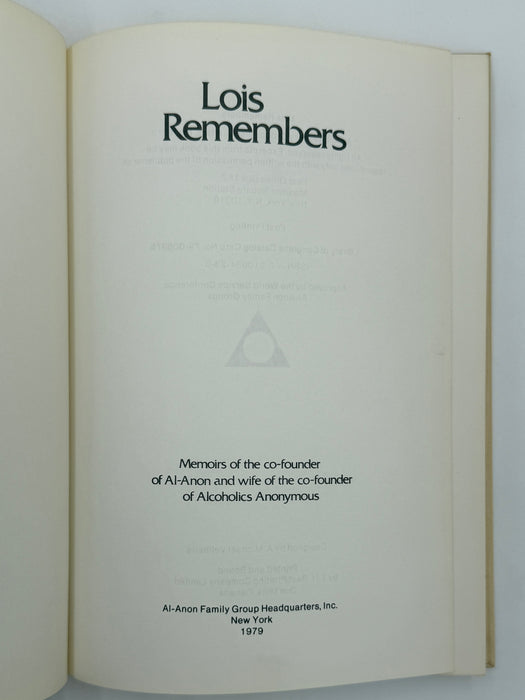 Lois
Remembers
Memoirs of the co-founder
of Al-Anon and wife of the co-founder
of Alcoholics Anonymous
Al-Anon Family Group Headquarters, Inc.
New York
1979